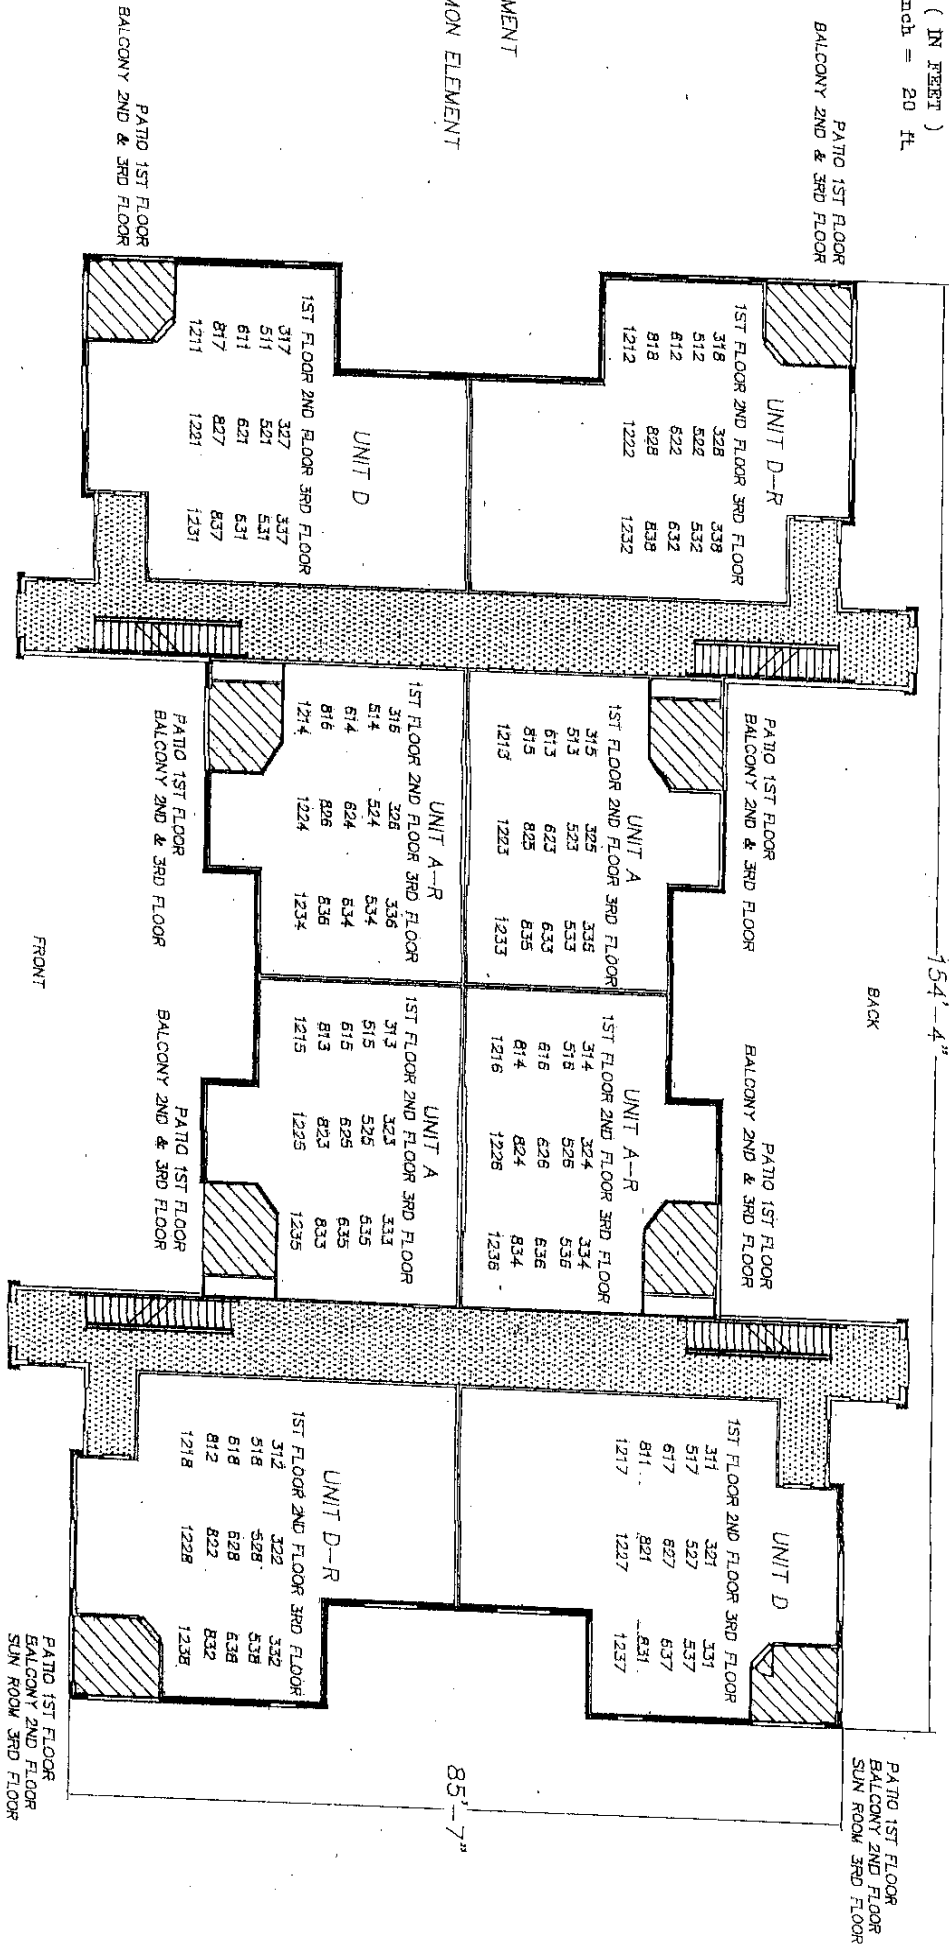 ( IN FEET )
nch = 20 ft.
154'-4"
PATIO 1ST FLOOR
BALCONY 2ND & 3RD FLOOR
BACK
PATIO 1ST FLOOR
BALCONY 2ND & 3RD FLOOR
PATIO 1ST FLOOR
BALCONY 2ND & 3RD FLOOR
PATIO 1ST FLOOR
BALCONY 2ND FLOOR
SUN ROOM 3RD FLOOR
UNIT D-R
1ST FLOOR 2ND FLOOR 3RD FLOOR
318 328 338
512 522 532
612 622 632
818 828 838
1212 1222 1232
UNIT A
1ST FLOOR 2ND FLOOR 3RD FLOOR
315 325 335
513 523 533
613 623 633
815 825 835
1213 1223 1233
UNIT A-R
1ST FLOOR 2ND FLOOR 3RD FLOOR
314 324 334
516 526 536
616 626 636
814 824 834
1216 1226 1236
UNIT D
1ST FLOOR 2ND FLOOR 3RD FLOOR
311 321 331
517 527 537
617 627 637
811 821 831
1217 1227 1237
MENT
MON ELEMENT
85'-7"
UNIT D
1ST FLOOR 2ND FLOOR 3RD FLOOR
317 327 337
511 521 531
611 621 631
817 827 837
1211 1221 1231
UNIT A-R
1ST FLOOR 2ND FLOOR 3RD FLOOR
316 326 336
514 524 534
614 624 634
816 826 836
1214 1224 1234
UNIT A
1ST FLOOR 2ND FLOOR 3RD FLOOR
313 323 333
515 525 535
615 625 635
813 823 833
1215 1225 1235
UNIT D-R
1ST FLOOR 2ND FLOOR 3RD FLOOR
312 322 332
518 528 538
618 628 638
812 822 832
1218 1228 1238
PATIO 1ST FLOOR
BALCONY 2ND & 3RD FLOOR
PATIO 1ST FLOOR
BALCONY 2ND & 3RD FLOOR
PATIO 1ST FLOOR
BALCONY 2ND & 3RD FLOOR
PATIO 1ST FLOOR
BALCONY 2ND FLOOR
SUN ROOM 3RD FLOOR
FRONT